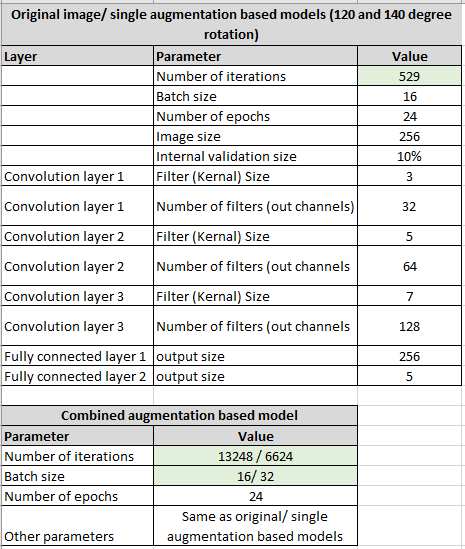 Original image/ single augmentation based models (120 and 140 degree
rotation)
Layer Parameter Value
Number of iterations 529
Batch size 16
Number of epochs 24
Image size 256
Internal validation size 10%
Convolution layer 1 Filter (Kernal) Size 3
Convolution layer 1 Number of filters (out channels) 32
Convolution layer 2 Filter (Kernal) Size 5
Convolution layer 2 Number of filters (out channels 64
Convolution layer 3 Filter (Kernal) Size 7
Convolution layer 3 Number of filters (out channels 128
Fully connected layer 1 output size 256
Fully connected layer 2 output size 5
Combined augmentation based model
Parameter Value
Number of iterations 13248 / 6624
Batch size 16/ 32
Number of epochs 24
Other parameters Same as original/ single
augmentation based models